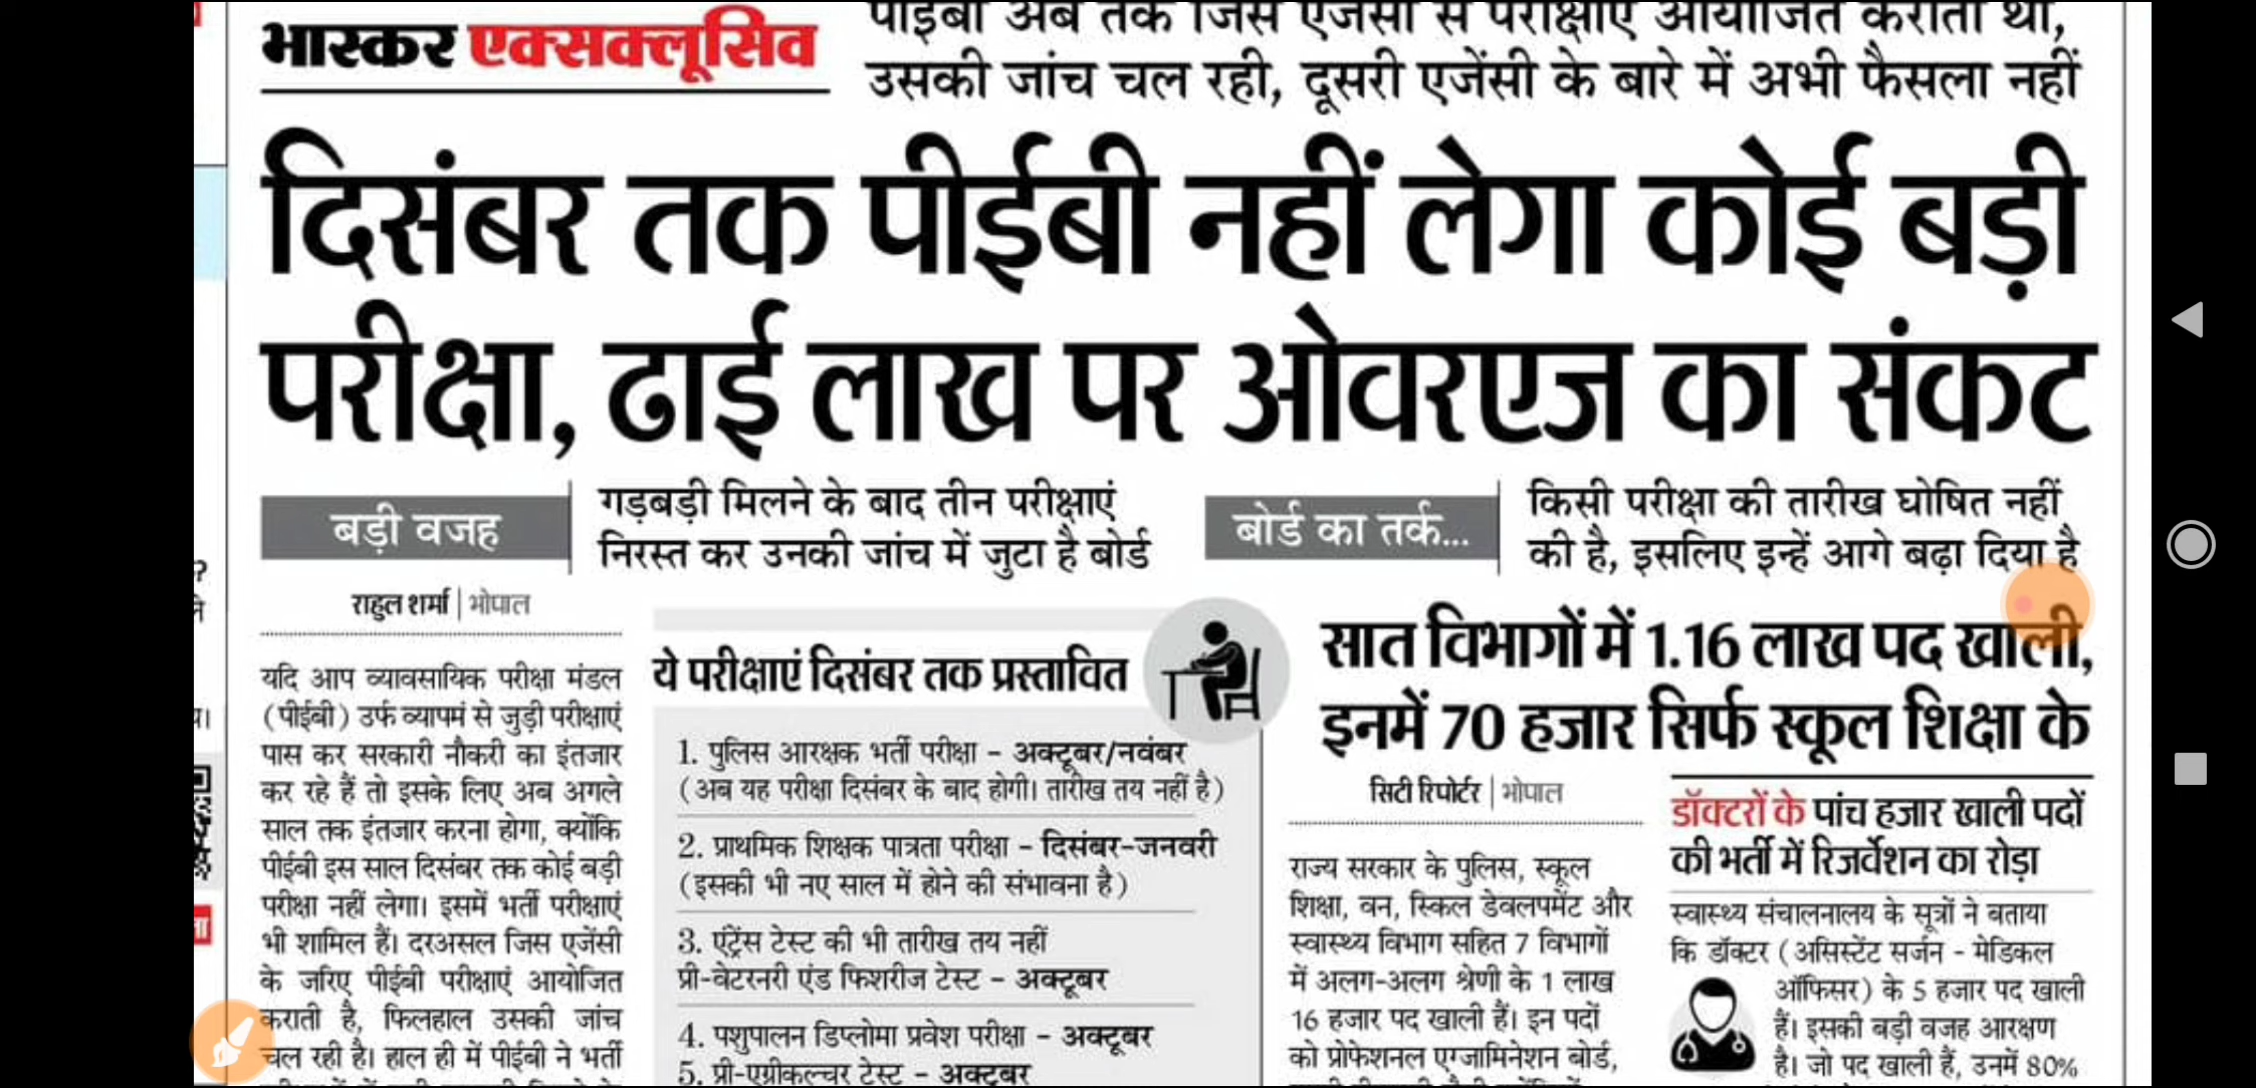 भास्कर एक्सक्लूसिव
पीईबी अब तक जिस एजेंसी से परीक्षाएं आयोजित कराता था,
उसकी जांच चल रही, दूसरी एजेंसी के बारे में अभी फैसला नहीं
दिसंबर तक पीईबी नहीं लेगा कोई बड़ी
परीक्षा, ढाई लाख पर ओवरएज का संकट
बड़ी वजह
गड़बड़ी मिलने के बाद तीन परीक्षाएं
निरस्त कर उनकी जांच में जुटा है बोर्ड
बोर्ड का तर्क...
किसी परीक्षा की तारीख घोषित नहीं
की है, इसलिए इन्हें आगे बढ़ा दिया है
राहुल शर्मा | भोपाल
यदि आप व्यावसायिक परीक्षा मंडल
(पीईबी) उर्फ व्यापमं से जुड़ी परीक्षाएं
पास कर सरकारी नौकरी का इंतजार
कर रहे हैं तो इसके लिए अब अगले
साल तक इंतजार करना होगा, क्योंकि
पीईबी इस साल दिसंबर तक कोई बड़ी
परीक्षा नहीं लेगा। इसमें भर्ती परीक्षाएं
भी शामिल हैं। दरअसल जिस एजेंसी
के जरिए पीईबी परीक्षाएं आयोजित
कराती है, फिलहाल उसकी जांच
चल रही है। हाल ही में पीईबी ने भर्ती
ये परीक्षाएं दिसंबर तक प्रस्तावित
1. पुलिस आरक्षक भर्ती परीक्षा - अक्टूबर/नवंबर
(अब यह परीक्षा दिसंबर के बाद होगी। तारीख तय नहीं है)
2. प्राथमिक शिक्षक पात्रता परीक्षा - दिसंबर-जनवरी
(इसकी भी नए साल में होने की संभावना है)
3. एंट्रेंस टेस्ट की भी तारीख तय नहीं
प्री-वेटरनरी एंड फिशरीज टेस्ट - अक्टूबर
4. पशुपालन डिप्लोमा प्रवेश परीक्षा - अक्टूबर
5. प्री-एग्रीकल्चर टेस्ट - अक्टूबर
सात विभागों में 1.16 लाख पद खाली,
इनमें 70 हजार सिर्फ स्कूल शिक्षा के
सिटी रिपोर्टर | भोपाल
राज्य सरकार के पुलिस, स्कूल
शिक्षा, वन, स्किल डेवलपमेंट और
स्वास्थ्य विभाग सहित 7 विभागों
में अलग-अलग श्रेणी के 1 लाख
16 हजार पद खाली हैं। इन पदों
को प्रोफेशनल एग्जामिनेशन बोर्ड,
डॉक्टरों के पांच हजार खाली पदों
की भर्ती में रिजर्वेशन का रोड़ा
स्वास्थ्य संचालनालय के सूत्रों ने बताया
कि डॉक्टर (असिस्टेंट सर्जन - मेडिकल
ऑफिसर) के 5 हजार पद खाली
हैं। इसकी बड़ी वजह आरक्षण
है। जो पद खाली हैं, उनमें 80%